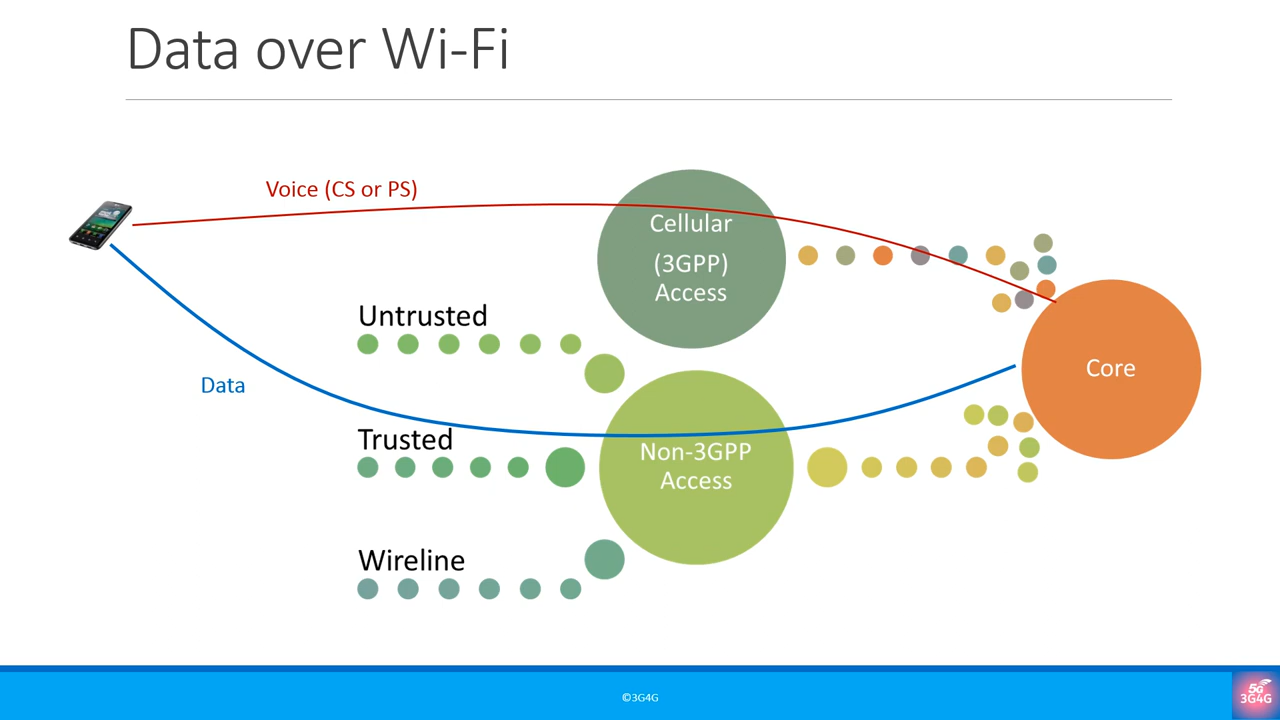 Data over Wi-Fi
Voice (CS or PS)
Cellular
(3GPP)
Access
Untrusted
Core
Data
Trusted
Non-3GPP
Access
Wireline
©3G4G
5G
3G4G